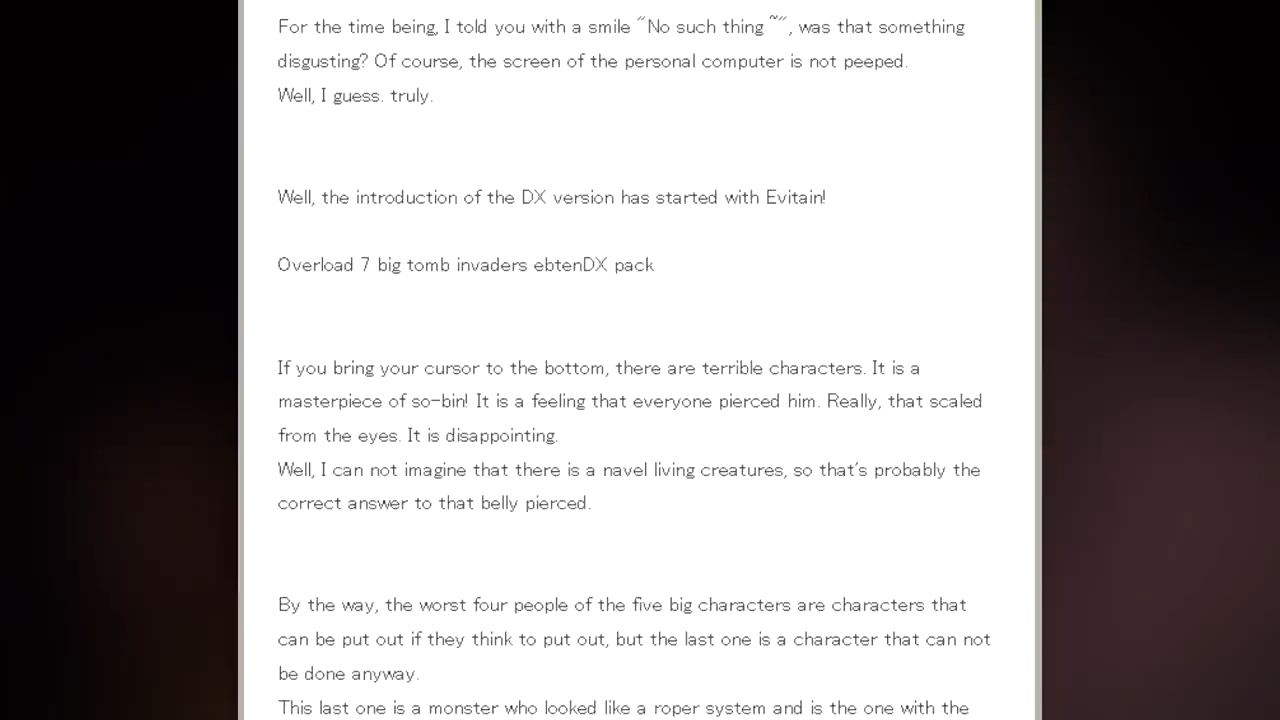 For the time being, I told you with a smile "No such thing ~", was that something
disgusting? Of course, the screen of the personal computer is not peeped.
Well, I guess. truly.
Well, the introduction of the DX version has started with Evitain!
Overload 7 big tomb invaders ebtenDX pack
If you bring your cursor to the bottom, there are terrible characters. It is a
masterpiece of so-bin! It is a feeling that everyone pierced him. Really, that scaled
from the eyes. It is disappointing.
Well, I can not imagine that there is a navel living creatures, so that's probably the
correct answer to that belly pierced.
By the way, the worst four people of the five big characters are characters that
can be put out if they think to put out, but the last one is a character that can not
be done anyway.
This last one is a monster who looked like a roper system and is the one with the